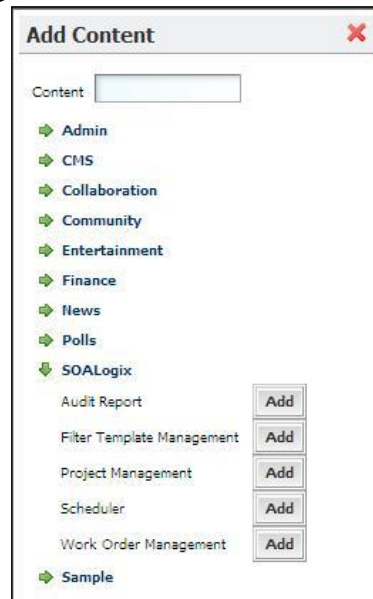 Add Content
Content
Admin
CMS
Collaboration
Community
Entertainment
Finance
News
Polls
SOALogix
Audit Report Add
Filter Template Management Add
Project Management Add
Scheduler Add
Work Order Management Add
Sample